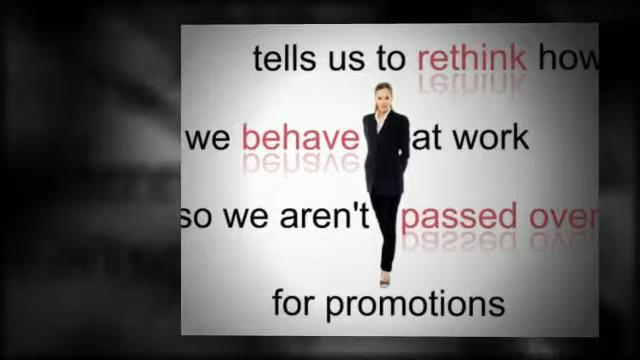 tells us to rethink how
we behave at work
so we aren't passed over
for promotions